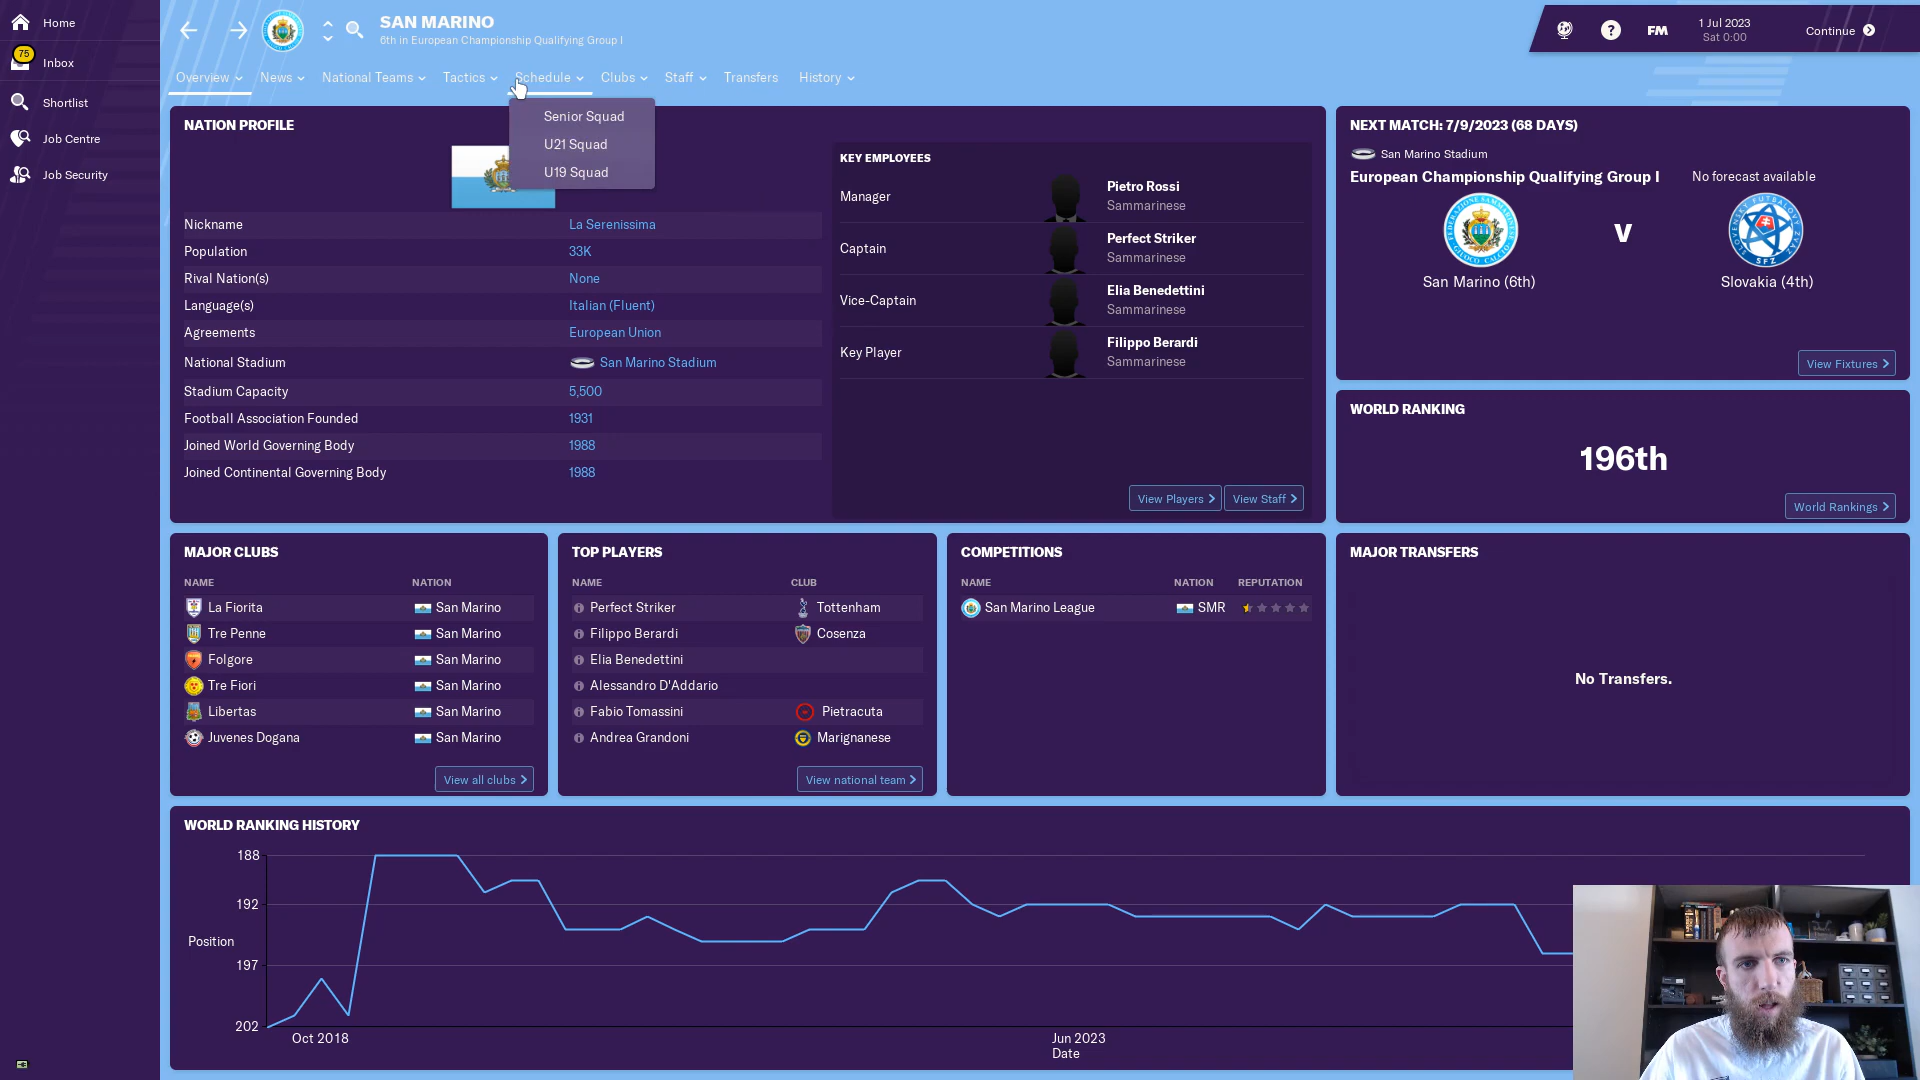 Home
75
Inbox
Shortlist
Job Centre
Job Security
SAN MARINO
6th in European Championship Qualifying Group I
FM
1 Jul 2023
Sat 0:00
Continue
Overview
News
National Teams
Tactics
Schedule
Clubs
Staff
Transfers
History
Senior Squad
U21 Squad
U19 Squad
NATION PROFILE
Nickname La Serenissima
Population 33K
Rival Nation(s) None
Language(s) Italian (Fluent)
Agreements European Union
National Stadium San Marino Stadium
Stadium Capacity 5,500
Football Association Founded 1931
Joined World Governing Body 1988
Joined Continental Governing Body 1988
KEY EMPLOYEES
Manager Pietro Rossi
Sammarinese
Captain Perfect Striker
Sammarinese
Vice-Captain Elia Benedettini
Sammarinese
Key Player Filippo Berardi
Sammarinese
View Players
View Staff
NEXT MATCH: 7/9/2023 (68 DAYS)
San Marino Stadium
European Championship Qualifying Group I
No forecast available
V
San Marino (6th)
Slovakia (4th)
View Fixtures
WORLD RANKING
196th
World Rankings
MAJOR CLUBS
NAME NATION
La Fiorita San Marino
Tre Penne San Marino
Folgore San Marino
Tre Fiori San Marino
Libertas San Marino
Juvenes Dogana San Marino
View all clubs
TOP PLAYERS
NAME CLUB
Perfect Striker Tottenham
Filippo Berardi Cosenza
Elia Benedettini
Alessandro D'Addario
Fabio Tomassini Pietracuta
Andrea Grandoni Marignanese
View national team
COMPETITIONS
NAME NATION REPUTATION
San Marino League SMR
MAJOR TRANSFERS
No Transfers.
WORLD RANKING HISTORY
188
192
Position
197
202
Oct 2018
Jun 2023
Date